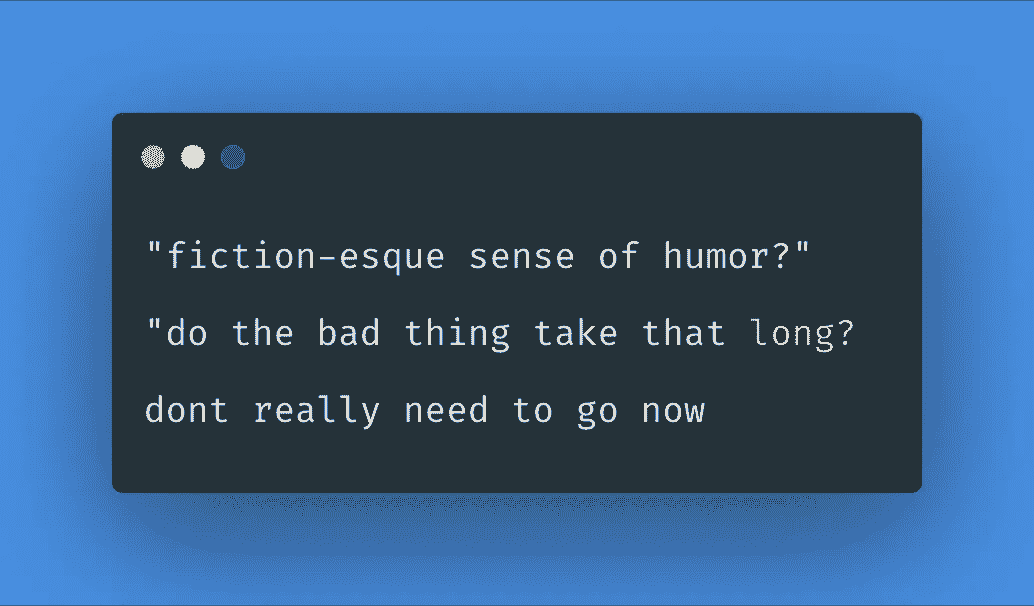 "fiction-esque sense of humor?"
"do the bad thing take that long?
dont really need to go now